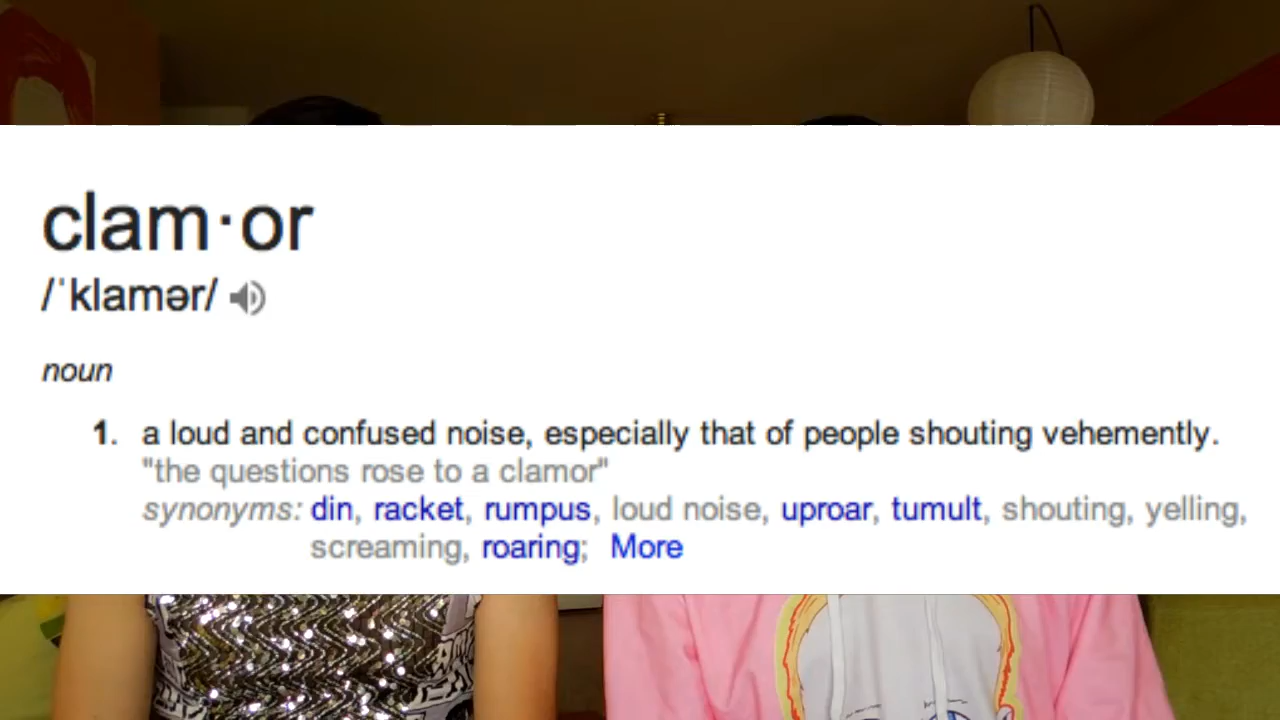 clam·or
/ˈklamər/
noun
1. a loud and confused noise, especially that of people shouting vehemently.
"the questions rose to a clamor"
synonyms: din, racket, rumpus, loud noise, uproar, tumult, shouting, yelling,
screaming, roaring; More